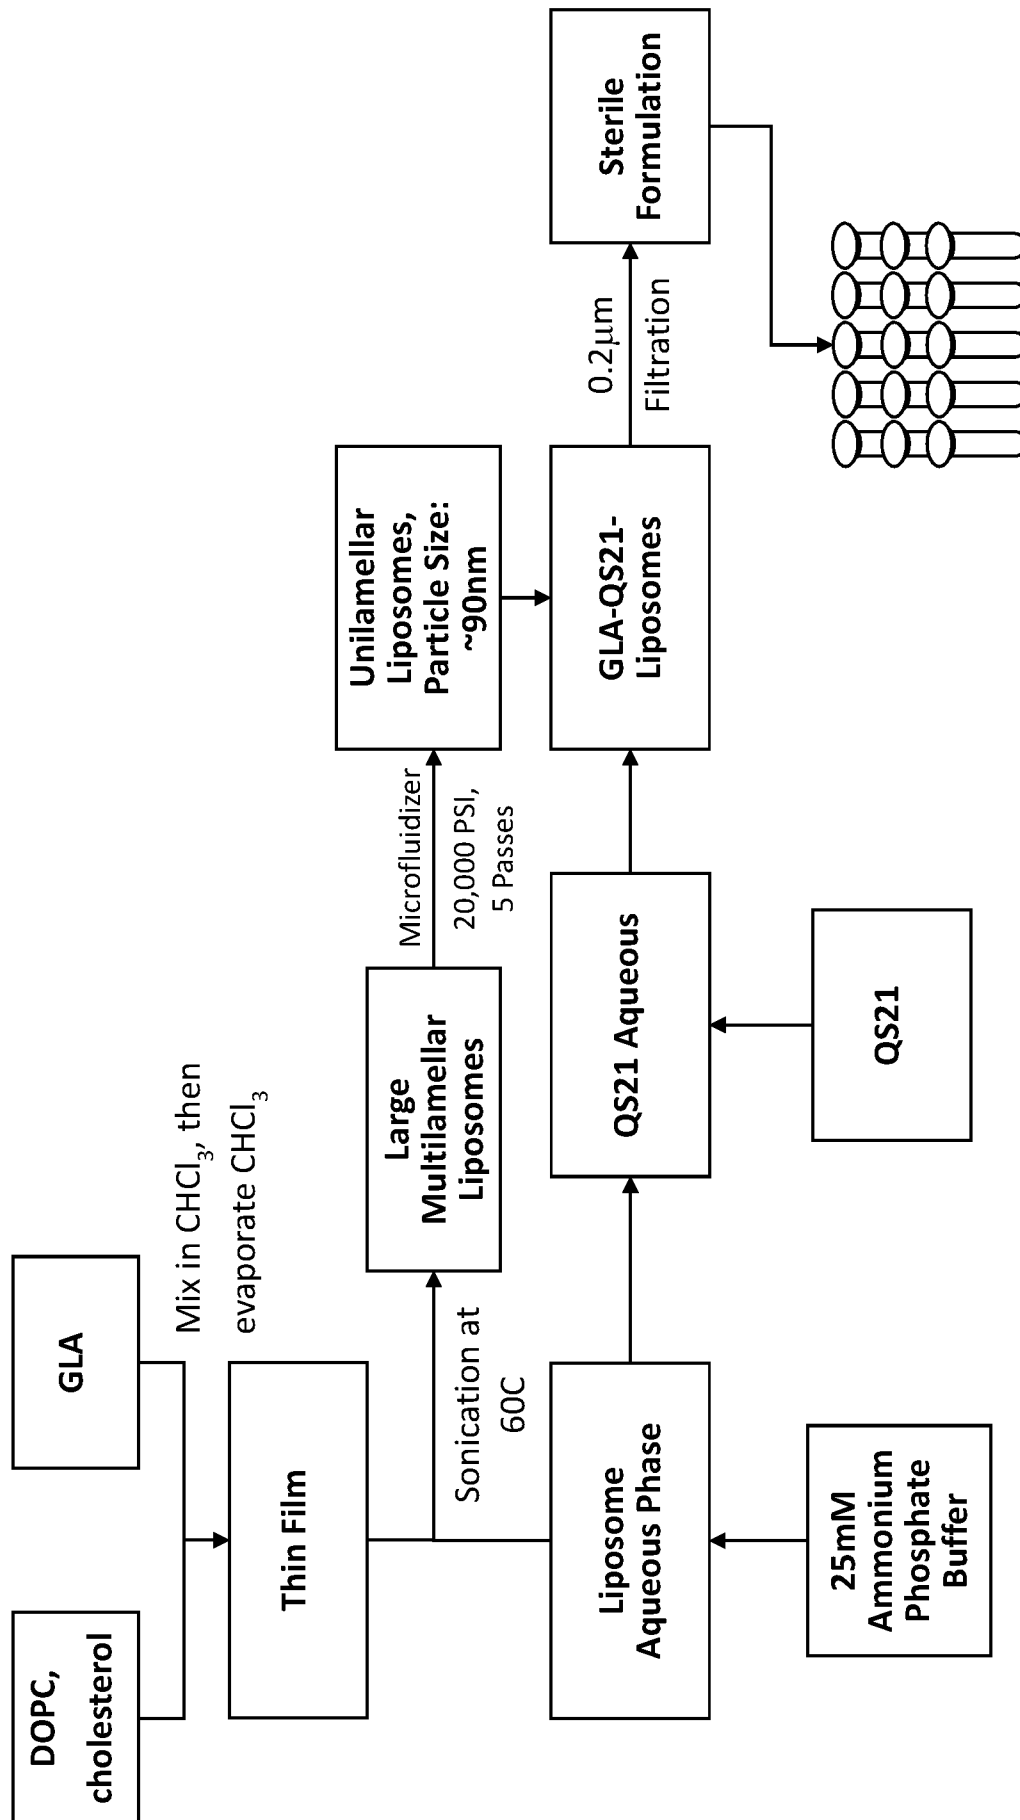 DOPC,
cholesterol
GLA
Mix in CHCl₃, then
evaporate CHCl₃
Thin Film
Sonication at
60C
Large
Multilamellar
Liposomes
Microfluidizer
20,000 PSI,
5 Passes
Unilamellar
Liposomes,
Particle Size:
~90nm
Liposome
Aqueous Phase
25mM
Ammonium
Phosphate
Buffer
QS21 Aqueous
QS21
GLA-QS21-
Liposomes
0.2μm
Filtration
Sterile
Formulation